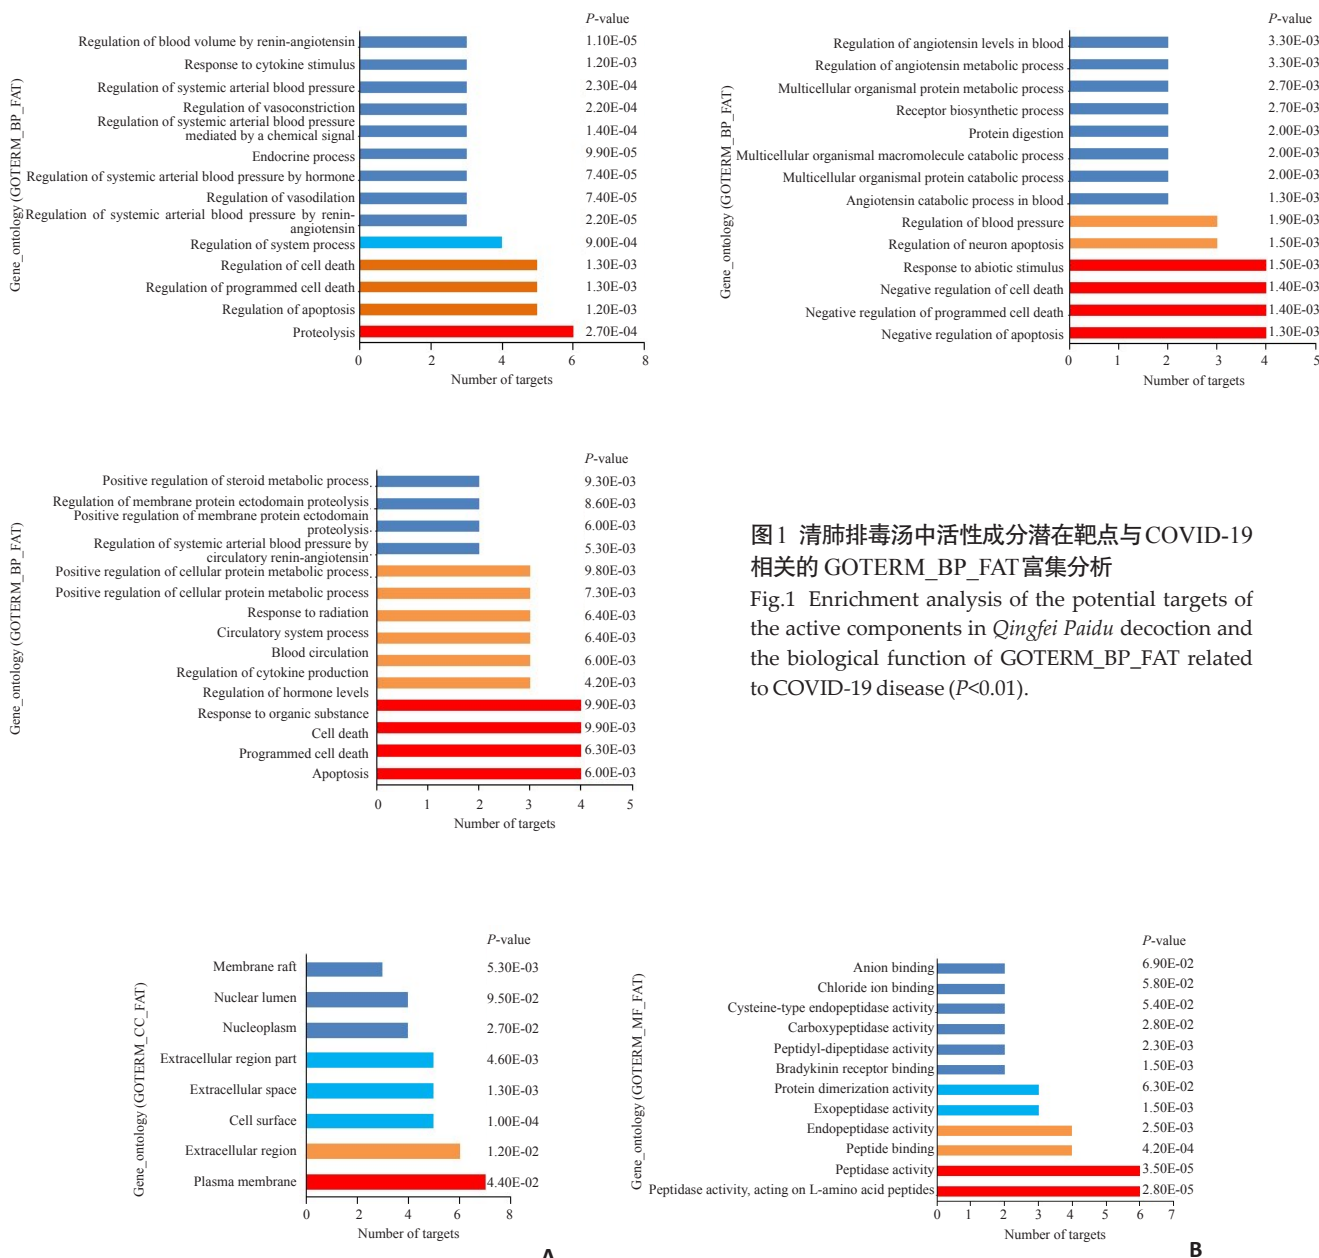 P-value
Regulation of blood volume by renin-angiotensin 1.10E-05
Response to cytokine stimulus 1.20E-03
Regulation of systemic arterial blood pressure 2.30E-04
Regulation of vasoconstriction 2.20E-04
Regulation of systemic arterial blood pressure
mediated by a chemical signal 1.40E-04
Endocrine process 9.90E-05
Regulation of systemic arterial blood pressure by hormone 7.40E-05
Regulation of vasodilation 7.40E-05
Regulation of systemic arterial blood pressure by renin-
angiotensin 2.20E-05
Regulation of system process 9.00E-04
Regulation of cell death 1.30E-03
Regulation of programmed cell death 1.30E-03
Regulation of apoptosis 1.20E-03
Proteolysis 2.70E-04
0 2 4 6 8
Number of targets
Gene_ontology (GOTERM_BP_FAT)
P-value
Regulation of angiotensin levels in blood 3.30E-03
Regulation of angiotensin metabolic process 3.30E-03
Multicellular organismal protein metabolic process 2.70E-03
Receptor biosynthetic process 2.70E-03
Protein digestion 2.00E-03
Multicellular organismal macromolecule catabolic process 2.00E-03
Multicellular organismal protein catabolic process 2.00E-03
Angiotensin catabolic process in blood 1.30E-03
Regulation of blood pressure 1.90E-03
Regulation of neuron apoptosis 1.50E-03
Response to abiotic stimulus 1.50E-03
Negative regulation of cell death 1.40E-03
Negative regulation of programmed cell death 1.40E-03
Negative regulation of apoptosis 1.30E-03
0 1 2 3 4 5
Number of targets
Gene_ontology (GOTERM_BP_FAT)
P-value
Positive regulation of steroid metabolic process 9.30E-03
Regulation of membrane protein ectodomain proteolysis 8.60E-03
Positive regulation of membrane protein ectodomain
proteolysis 6.00E-03
Regulation of systemic arterial blood pressure by
circulatory renin-angiotensin 5.30E-03
Positive regulation of cellular protein metabolic process 9.80E-03
Positive regulation of cellular protein metabolic process 7.30E-03
Response to radiation 6.40E-03
Circulatory system process 6.40E-03
Blood circulation 6.00E-03
Regulation of cytokine production 4.20E-03
Regulation of hormone levels
Response to organic substance 9.90E-03
Cell death 9.90E-03
Programmed cell death 6.30E-03
Apoptosis 6.00E-03
0 1 2 3 4 5
Number of targets
Gene_ontology (GOTERM_BP_FAT)
图1 清肺排毒汤中活性成分潜在靶点与COVID-19
相关的 GOTERM_BP_FAT富集分析
Fig.1 Enrichment analysis of the potential targets of
the active components in Qingfei Paidu decoction and
the biological function of GOTERM_BP_FAT related
to COVID-19 disease (P<0.01).
P-value
Membrane raft 5.30E-03
Nuclear lumen 9.50E-02
Nucleoplasm 2.70E-02
Extracellular region part 4.60E-03
Extracellular space 1.30E-03
Cell surface 1.00E-04
Extracellular region 1.20E-02
Plasma membrane 4.40E-02
0 2 4 6 8
Number of targets
Gene_ontology (GOTERM_CC_FAT)
A
P-value
Anion binding 6.90E-02
Chloride ion binding 5.80E-02
Cysteine-type endopeptidase activity 5.40E-02
Carboxypeptidase activity 2.80E-02
Peptidyl-dipeptidase activity 2.30E-03
Bradykinin receptor binding 1.50E-03
Protein dimerization activity 6.30E-02
Exopeptidase activity 1.50E-03
Endopeptidase activity 2.50E-03
Peptide binding 4.20E-04
Peptidase activity 3.50E-05
Peptidase activity, acting on L-amino acid peptides 2.80E-05
0 1 2 3 4 5 6 7
Number of targets
Gene_ontology (GOTERM_MF_FAT)
B